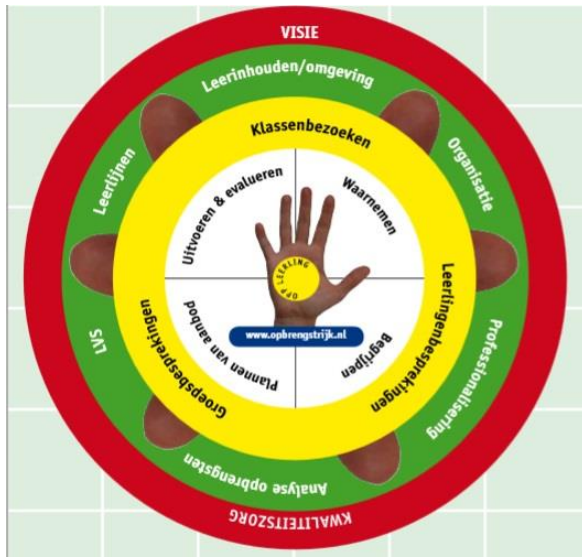 VISIE
Leerinhouden/omgeving
Organisatie
Professionalisering
Analyse opbrengsten
LVS
Leerlijnen
KWALITEITSZORG
Klassenbezoeken
Leerlingenbesprekingen
Groepsbesprekingen
Uitvoeren & evalueren
Waarnemen
Begrijpen
Plannen van aanbod
OPP LEERLING
www.opbrengstrijk.nl